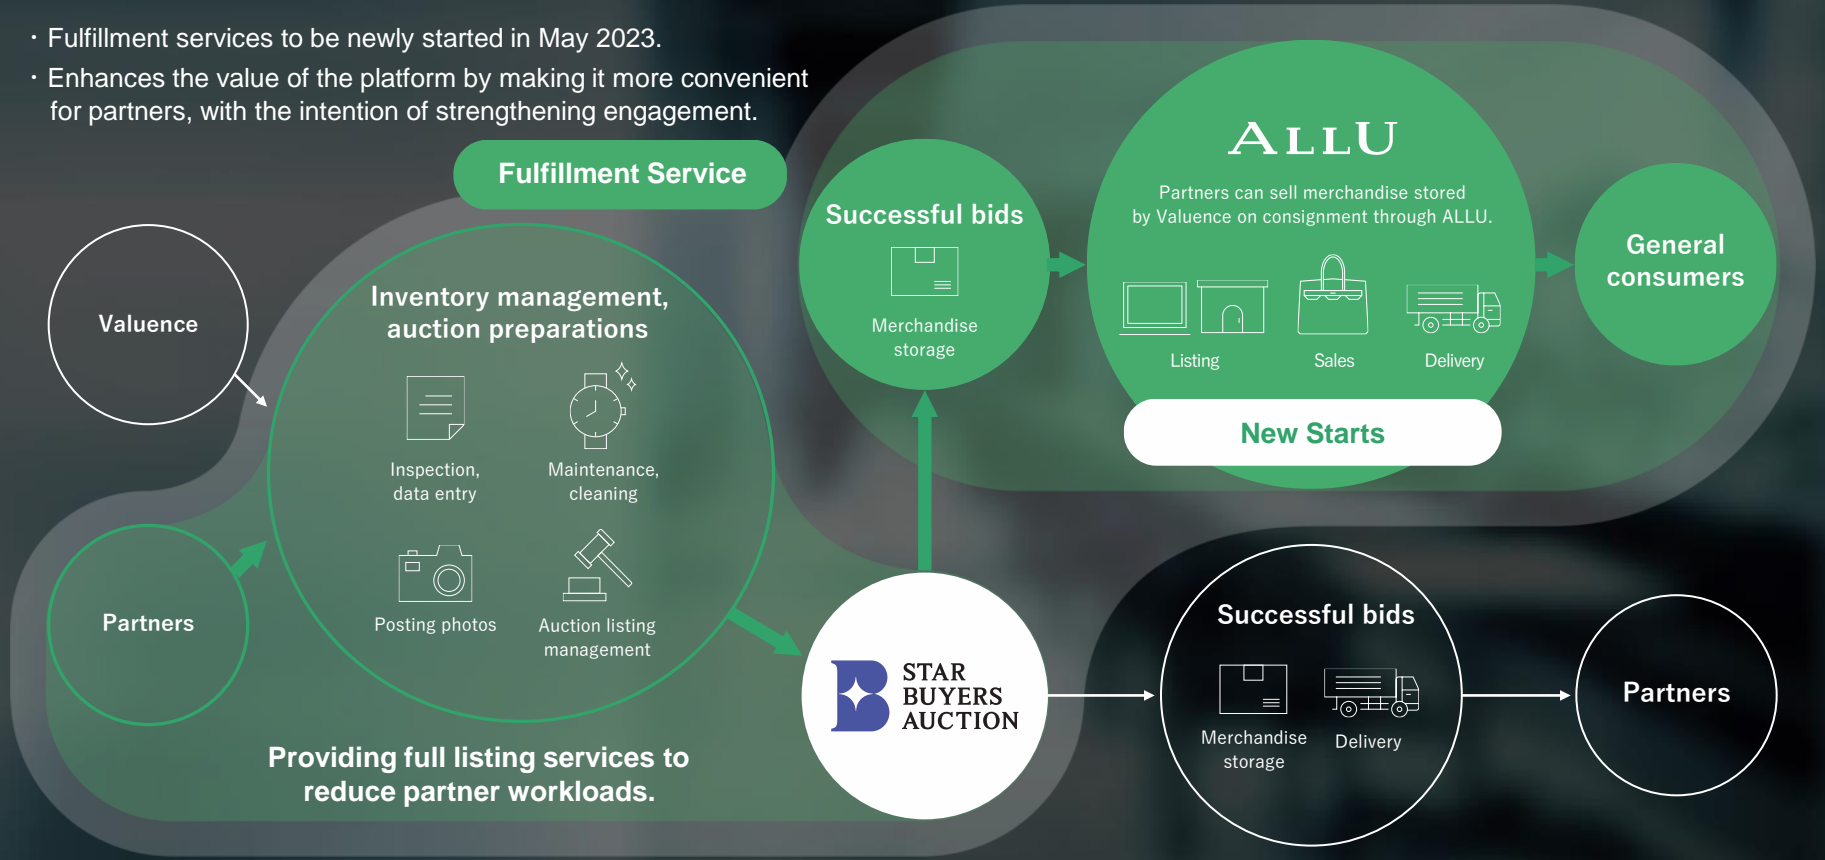 ・Fulfillment services to be newly started in May 2023.
・Enhances the value of the platform by making it more convenient
for partners, with the intention of strengthening engagement.
Fulfillment Service
Valuence
Partners
Inventory management,
auction preparations
Inspection,
data entry
Maintenance,
cleaning
Posting photos
Auction listing
management
Providing full listing services to
reduce partner workloads.
STAR
BUYERS
AUCTION
Successful bids
Merchandise
storage
ALLU
Partners can sell merchandise stored
by Valuence on consignment through ALLU.
Listing
Sales
Delivery
New Starts
General
consumers
Successful bids
Merchandise
storage
Delivery
Partners